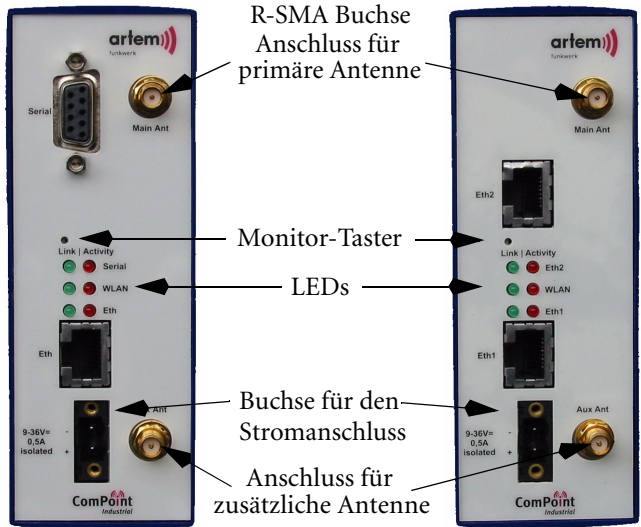 R-SMA Buchse
Anschluss für
primäre Antenne
Monitor-Taster
LEDs
Buchse für den
Stromanschluss
Anschluss für
zusätzliche Antenne
artem
funkwerk
Serial
Main Ant
Link | Activity
Serial
WLAN
Eth
Eth
x Ant
9-36V=
0,5A
isolated
-
+
ComPoint
Industrial
artem
funkwerk
Main Ant
Eth2
Link | Activity
Eth2
WLAN
Eth1
Eth1
Aux Ant
9-36V=
0,5A
isolated
-
+
ComPoint
Industrial